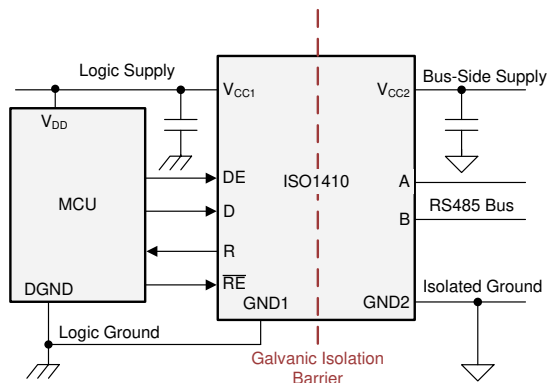 Logic Supply
Bus-Side Supply
VCC1
VCC2
VDD
MCU
DE
D
R
RE
ISO1410
A
B
RS485 Bus
DGND
GND1
GND2
Isolated Ground
Logic Ground
Galvanic Isolation
Barrier